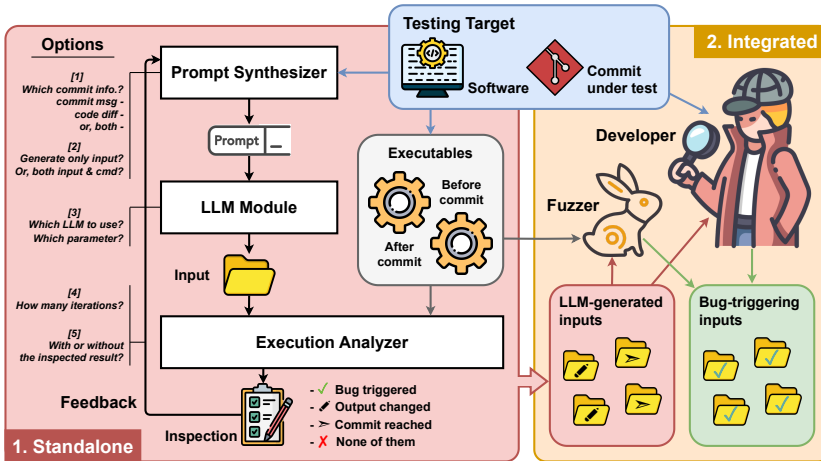 Options
[1]
Which commit info.?
commit msg -
code diff -
or, both -
[2]
Generate only input?
Or, both input & cmd?
[3]
Which LLM to use?
Which parameter?
[4]
How many iterations?
[5]
With or without
the inspected result?
Feedback
1. Standalone
Prompt Synthesizer
Prompt _
LLM Module
Input
Execution Analyzer
Inspection
- ✓ Bug triggered
- Output changed
- ➣ Commit reached
- ✗ None of them
Testing Target
Software
Commit
under test
Executables
Before
commit
After
commit
2. Integrated
Developer
Fuzzer
LLM-generated
inputs
Bug-triggering
inputs